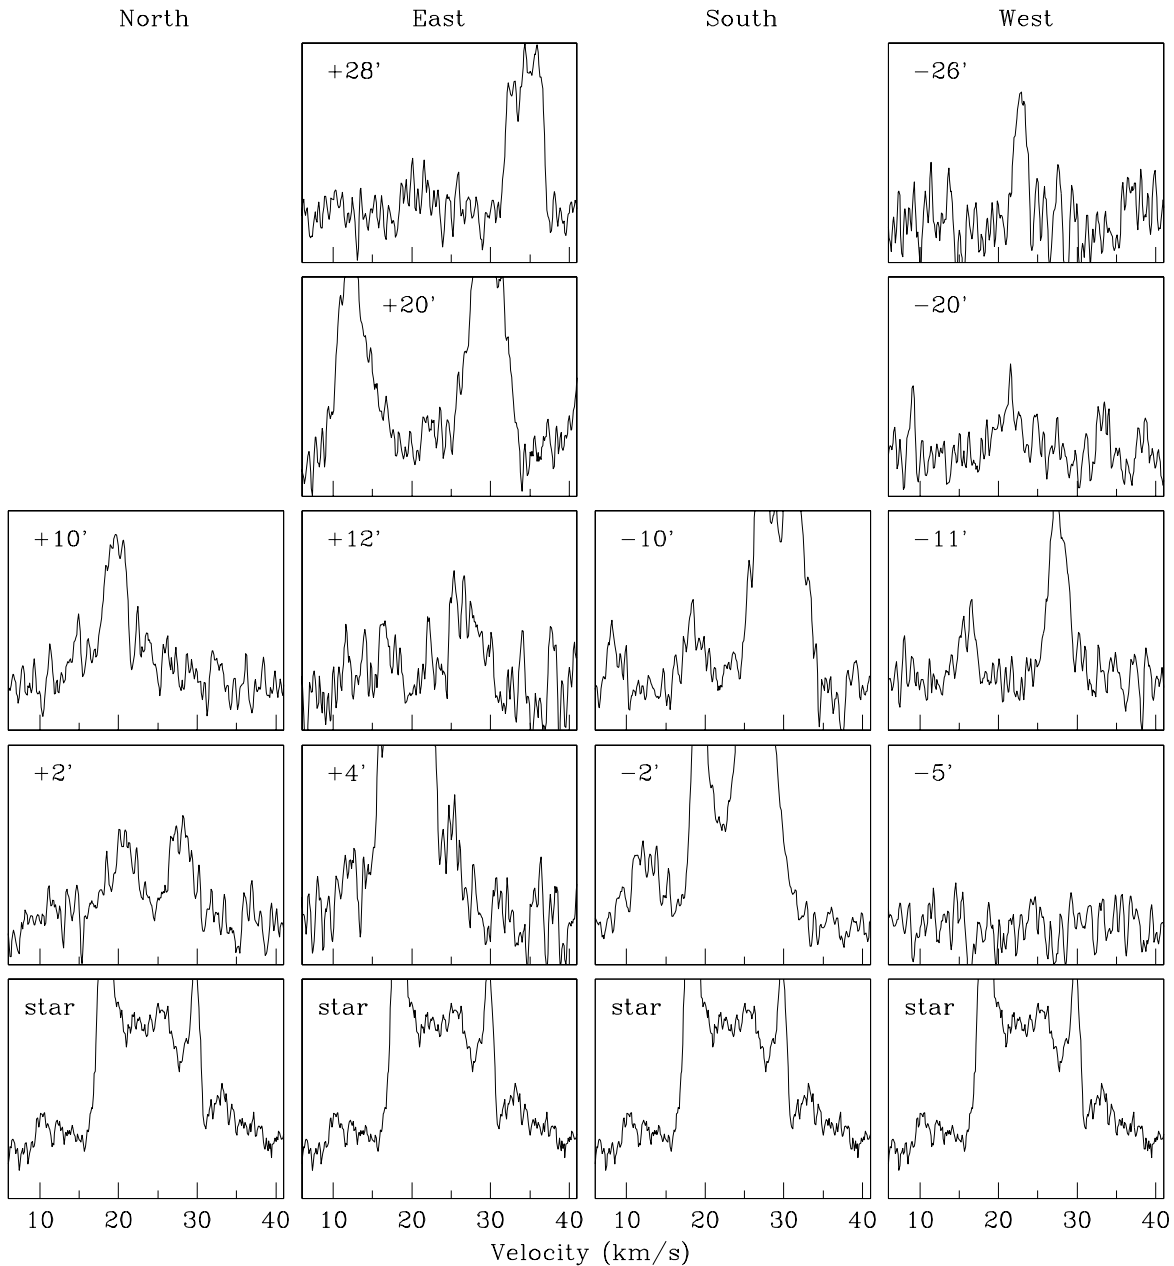 North East South West
+28' −26'
+20' −20'
+10' +12' −10' −11'
+2' +4' −2' −5'
star star star star
10 20 30 40 10 20 30 40 10 20 30 40 10 20 30 40
Velocity (km/s)